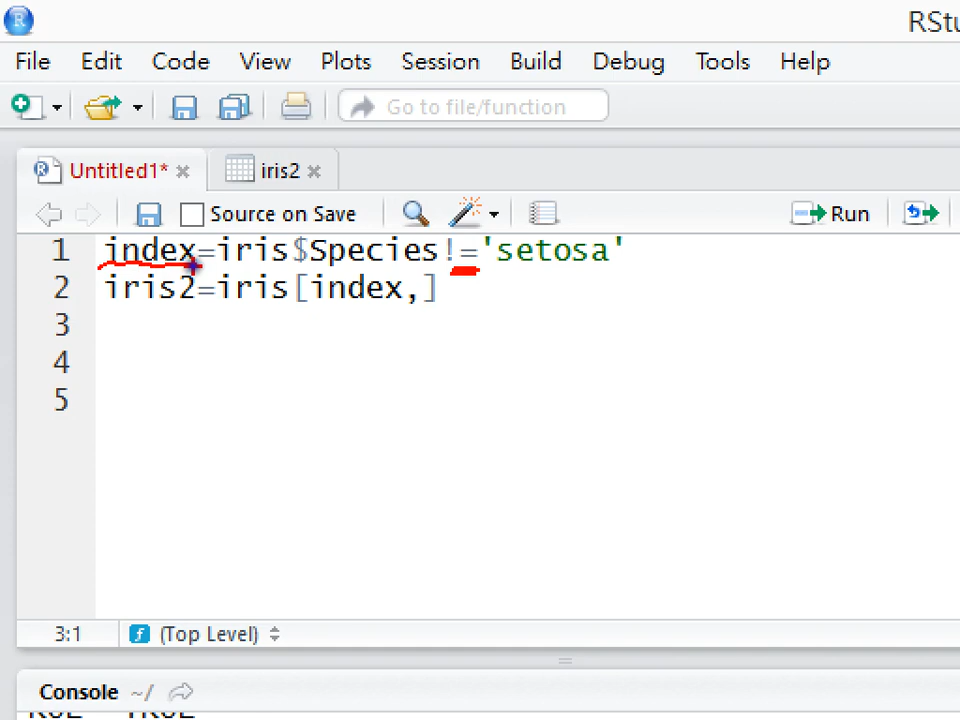 R
RStu
File Edit Code View Plots Session Build Debug Tools Help
Go to file/function
R Untitled1* iris2
Source on Save Run
1 index=iris$Species!='setosa'
2 iris2=iris[index,]
3
4
5
3:1 f (Top Level)
Console ~/